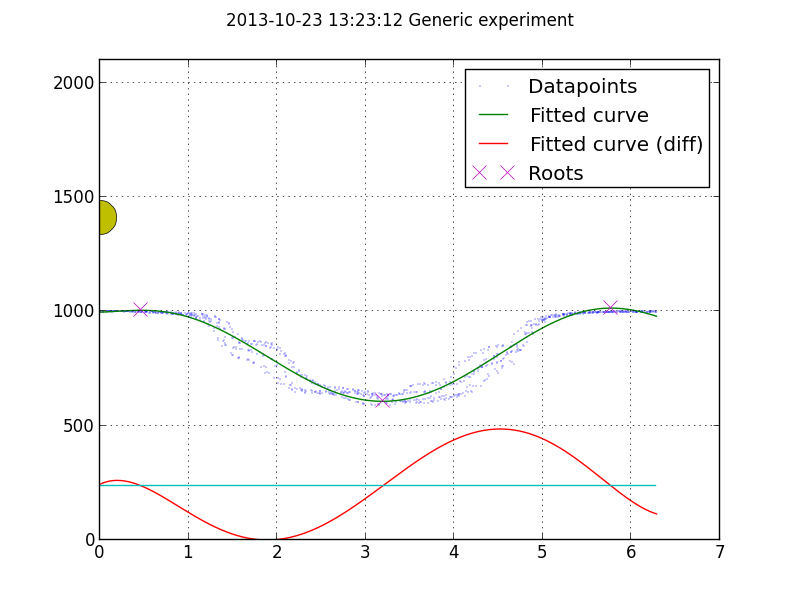 2013-10-23 13:23:12 Generic experiment
2000
1500
1000
500
0
Datapoints
Fitted curve
Fitted curve (diff)
Roots
0 1 2 3 4 5 6 7